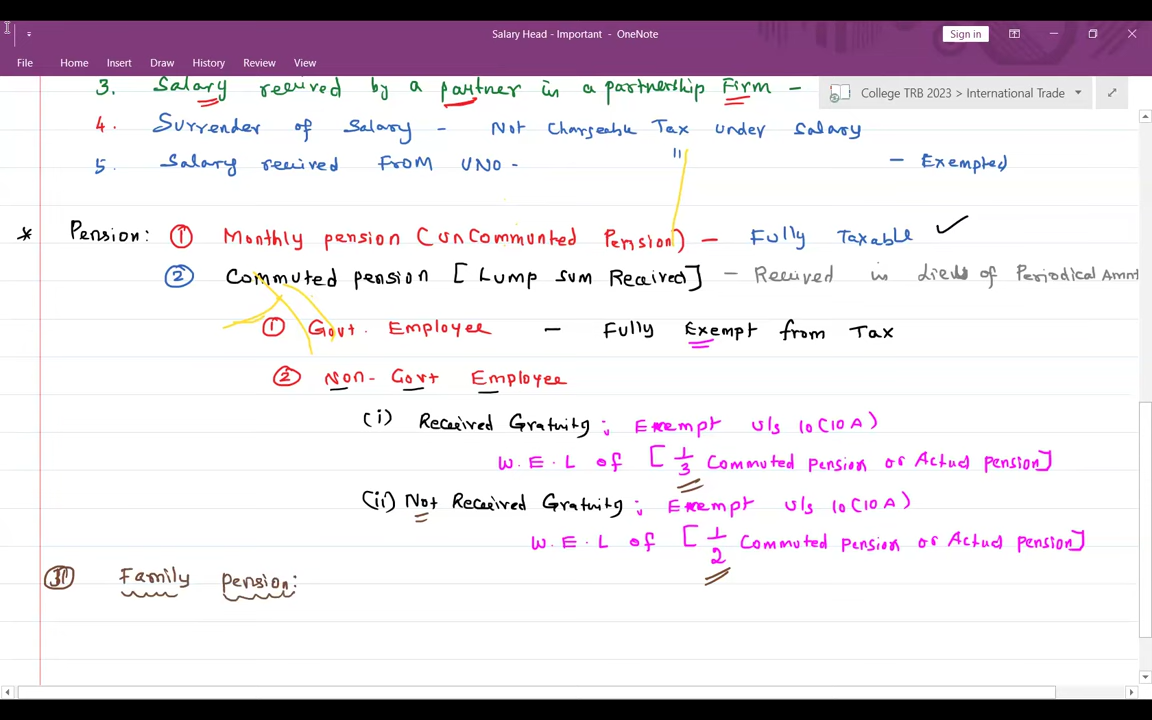 Salary Head - Important - OneNote
Sign in
File Home Insert Draw History Review View
College TRB 2023 > International Trade
3. Salary received by a partner in a partnership Firm -
4. Surrender of Salary - Not Chargeable Tax under Salary
5. Salary received FROM UNO - " - Exempted
* Pension: ① Monthly pension (unCommunted Pension) - Fully Taxable ✓
② Commuted pension [Lump sum Received] - Received in lieu of Periodical Amnt
① Govt. Employee - Fully Exempt from Tax
② Non-Govt Employee
(i) Received Gratuity ; Exempt u/s 10(10A)
W.E.L of [1/3 Commuted pension or Actual pension]
(ii) Not Received Gratuity ; Exempt u/s 10(10A)
W.E.L of [1/2 Commuted pension or Actual pension]
Family pension: